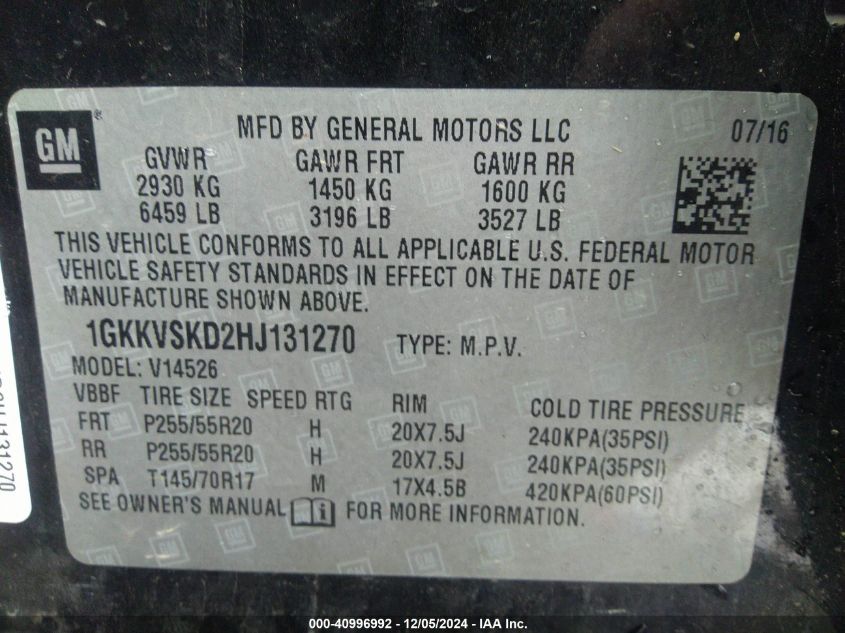 GM
MFD BY GENERAL MOTORS LLC 07/16
GVWR GAWR FRT GAWR RR
2930 KG 1450 KG 1600 KG
6459 LB 3196 LB 3527 LB
THIS VEHICLE CONFORMS TO ALL APPLICABLE U.S. FEDERAL MOTOR
VEHICLE SAFETY STANDARDS IN EFFECT ON THE DATE OF
MANUFACTURE SHOWN ABOVE.
1GKKVSKD2HJ131270 TYPE: M.P.V.
MODEL: V14526
VBBF TIRE SIZE SPEED RTG RIM COLD TIRE PRESSURE
FRT P255/55R20 H 20X7.5J 240KPA(35PSI)
RR P255/55R20 H 20X7.5J 240KPA(35PSI)
SPA T145/70R17 M 17X4.5B 420KPA(60PSI)
SEE OWNER'S MANUAL FOR MORE INFORMATION.
000-40996992 - 12/05/2024 - IAA Inc.